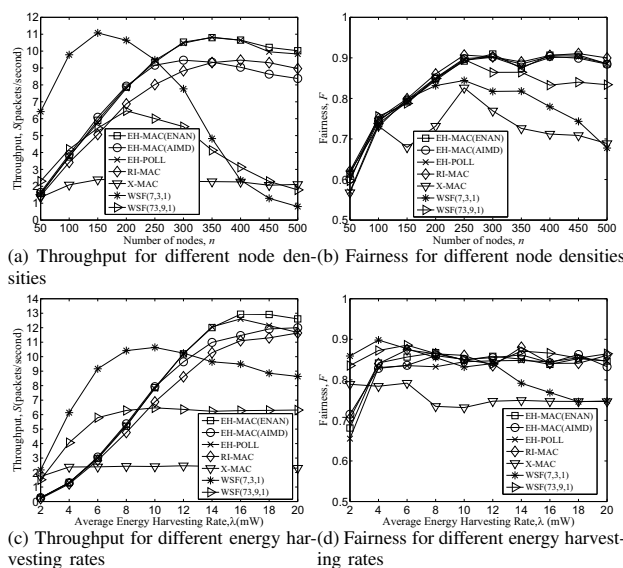 12
11
10
9
8
7
6
5
4
3
2
1
0
Throughput, S(packets/second)
50 100 150 200 250 300 350 400 450 500
Number of nodes, n
EH-MAC(ENAN)
EH-MAC(AIMD)
EH-POLL
RI-MAC
X-MAC
WSF(7,3,1)
WSF(73,9,1)
(a) Throughput for different node den-
sities
1
0.9
0.8
0.7
0.6
0.5
Fairness, F
50 100 150 200 250 300 350 400 450 500
Number of nodes, n
EH-MAC(ENAN)
EH-MAC(AIMD)
EH-POLL
RI-MAC
X-MAC
WSF(7,3,1)
WSF(73,9,1)
(b) Fairness for different node densities
14
13
12
11
10
9
8
7
6
5
4
3
2
1
0
Throughput, S(packets/second)
2 4 6 8 10 12 14 16 18 20
Average Energy Harvesting Rate,λ(mW)
EH-MAC(ENAN)
EH-MAC(AIMD)
EH-POLL
RI-MAC
X-MAC
WSF(7,3,1)
WSF(73,9,1)
(c) Throughput for different energy har-
vesting rates
1
0.9
0.8
0.7
0.6
0.5
Fairness, F
2 4 6 8 10 12 14 16 18 20
Average Energy Harvesting Rate,λ(mW)
EH-MAC(ENAN)
EH-MAC(AIMD)
EH-POLL
RI-MAC
X-MAC
WSF(7,3,1)
WSF(73,9,1)
(d) Fairness for different energy harvest-
ing rates